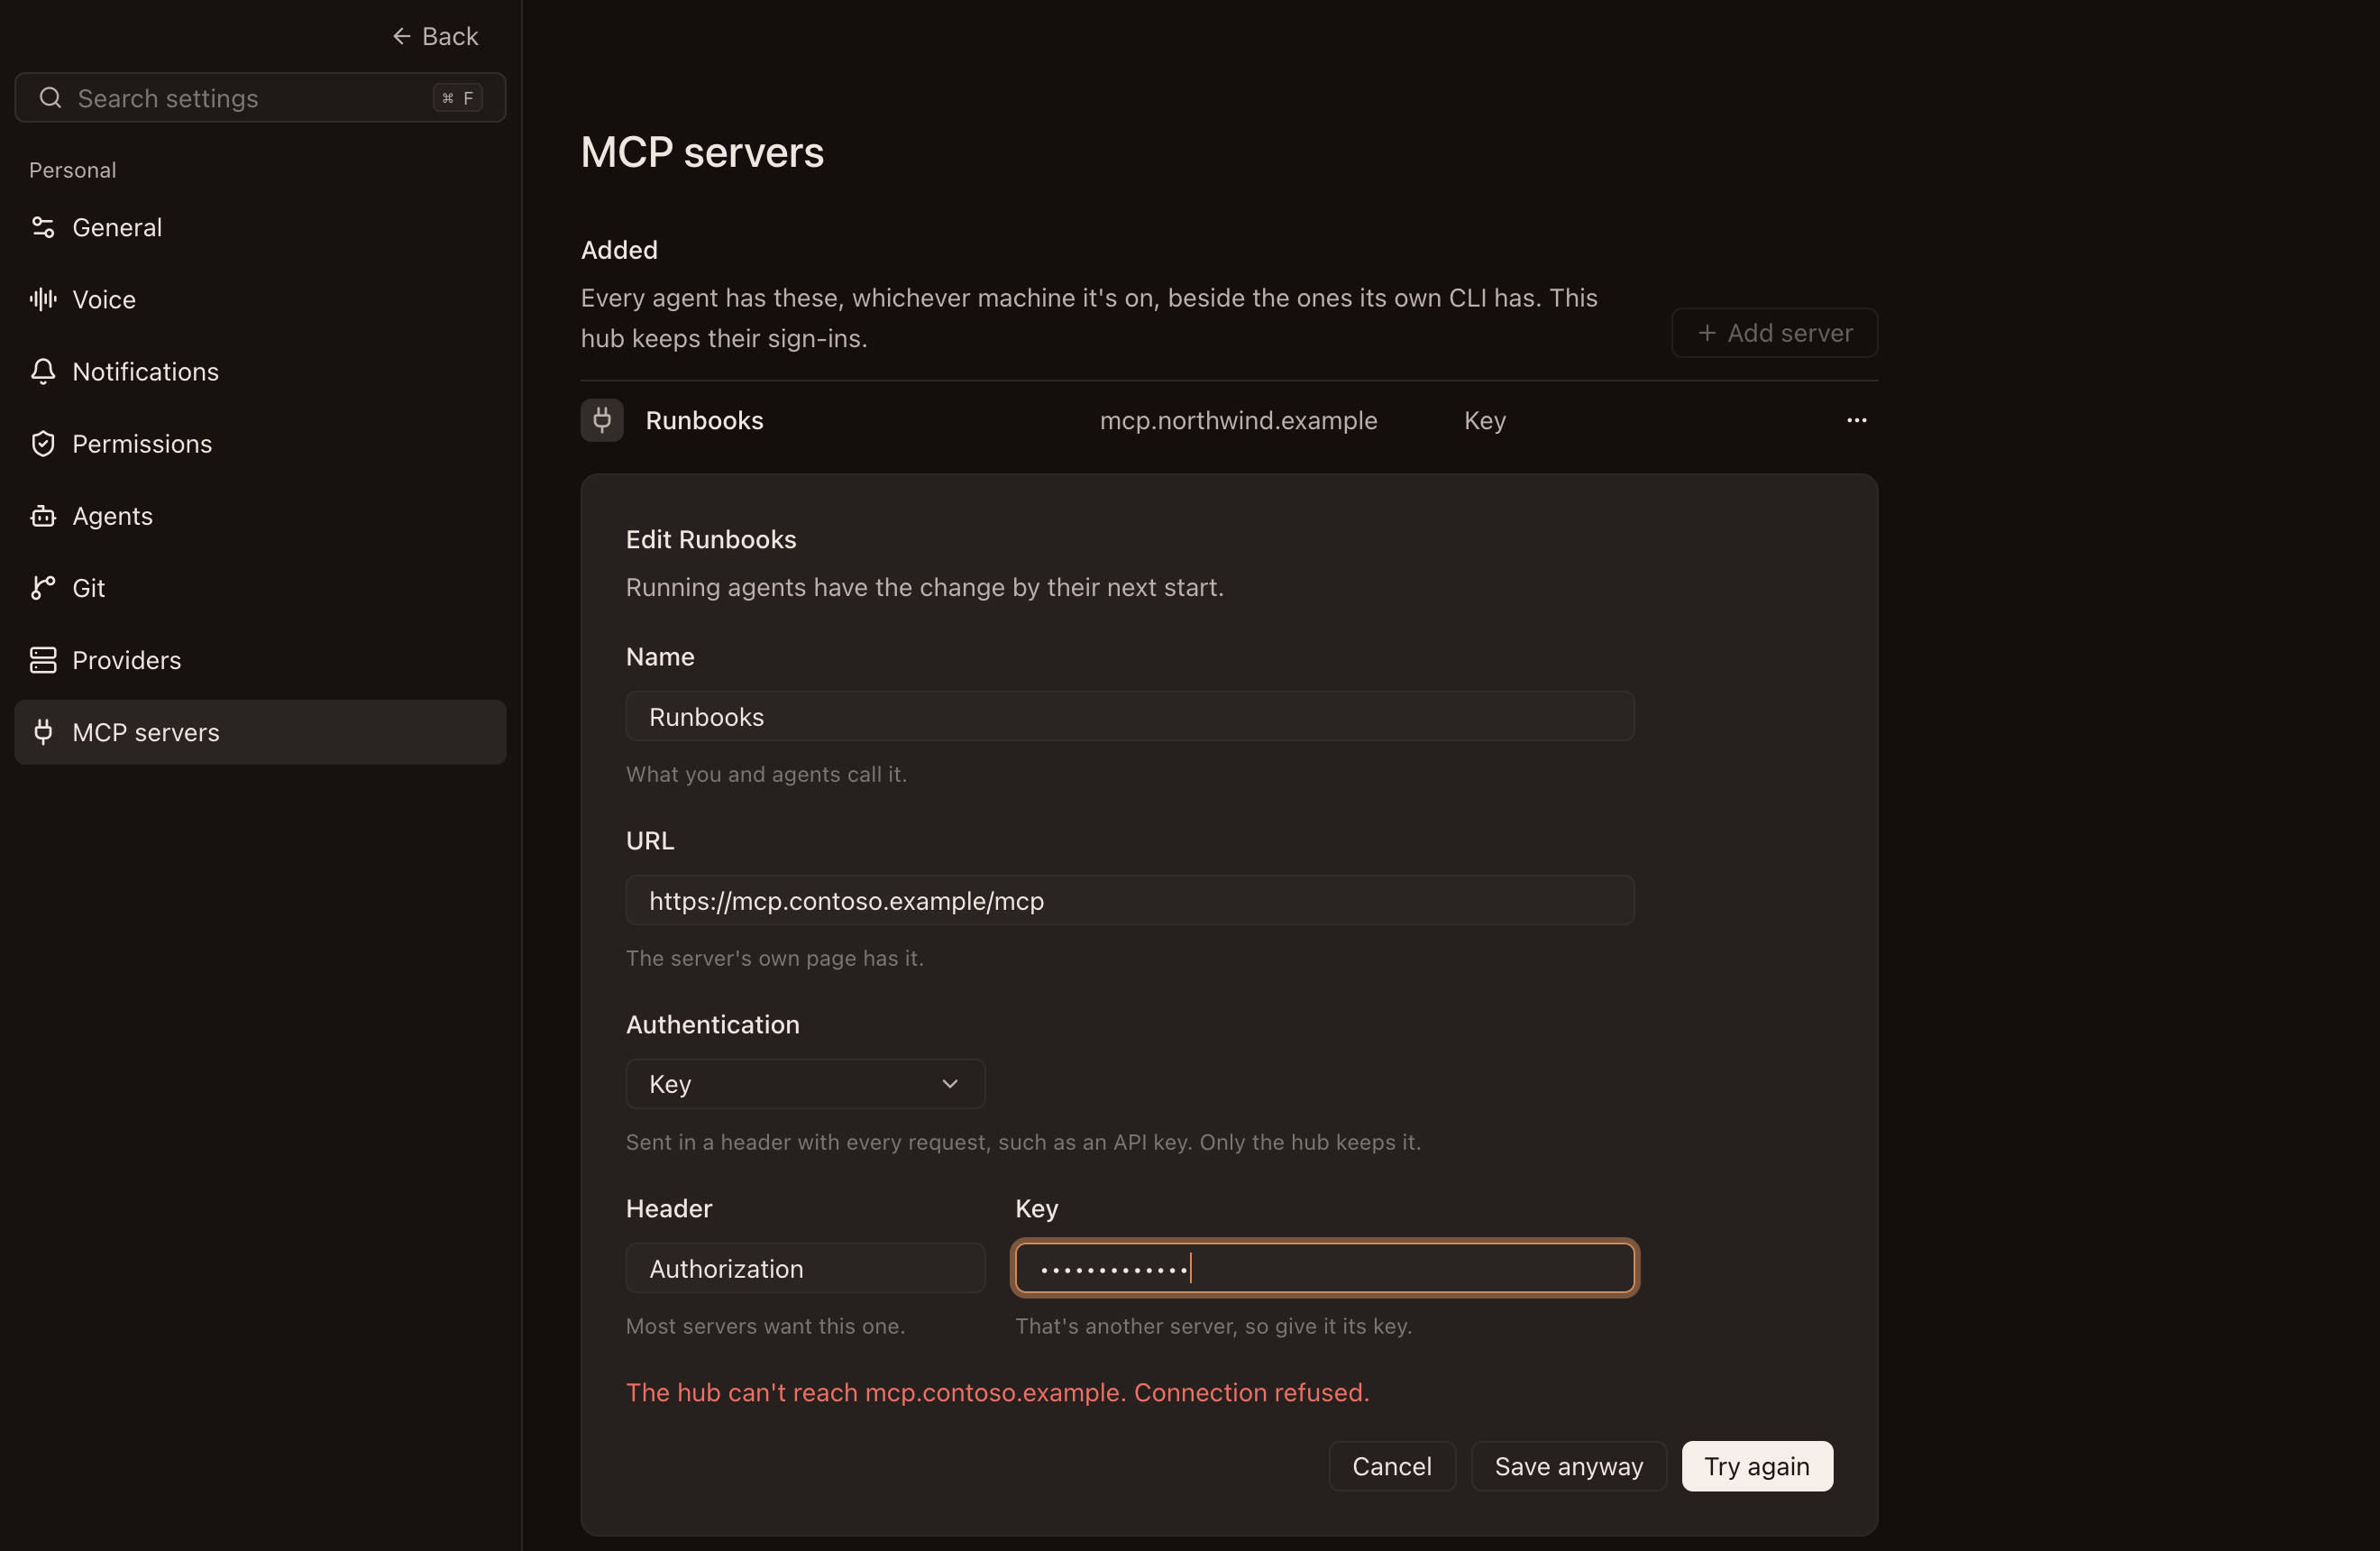 Back
Search settings
⌘ F
Personal
General
Voice
Notifications
Permissions
Agents
Git
Providers
MCP servers
MCP servers
Added
Every agent has these, whichever machine it's on, beside the ones its own CLI has. This
hub keeps their sign-ins.
+ Add server
Runbooks mcp.northwind.example Key
Edit Runbooks
Running agents have the change by their next start.
Name
Runbooks
What you and agents call it.
URL
https://mcp.contoso.example/mcp
The server's own page has it.
Authentication
Key
Sent in a header with every request, such as an API key. Only the hub keeps it.
Header Key
Authorization •••••••••••••
Most servers want this one. That's another server, so give it its key.
The hub can't reach mcp.contoso.example. Connection refused.
Cancel Save anyway Try again